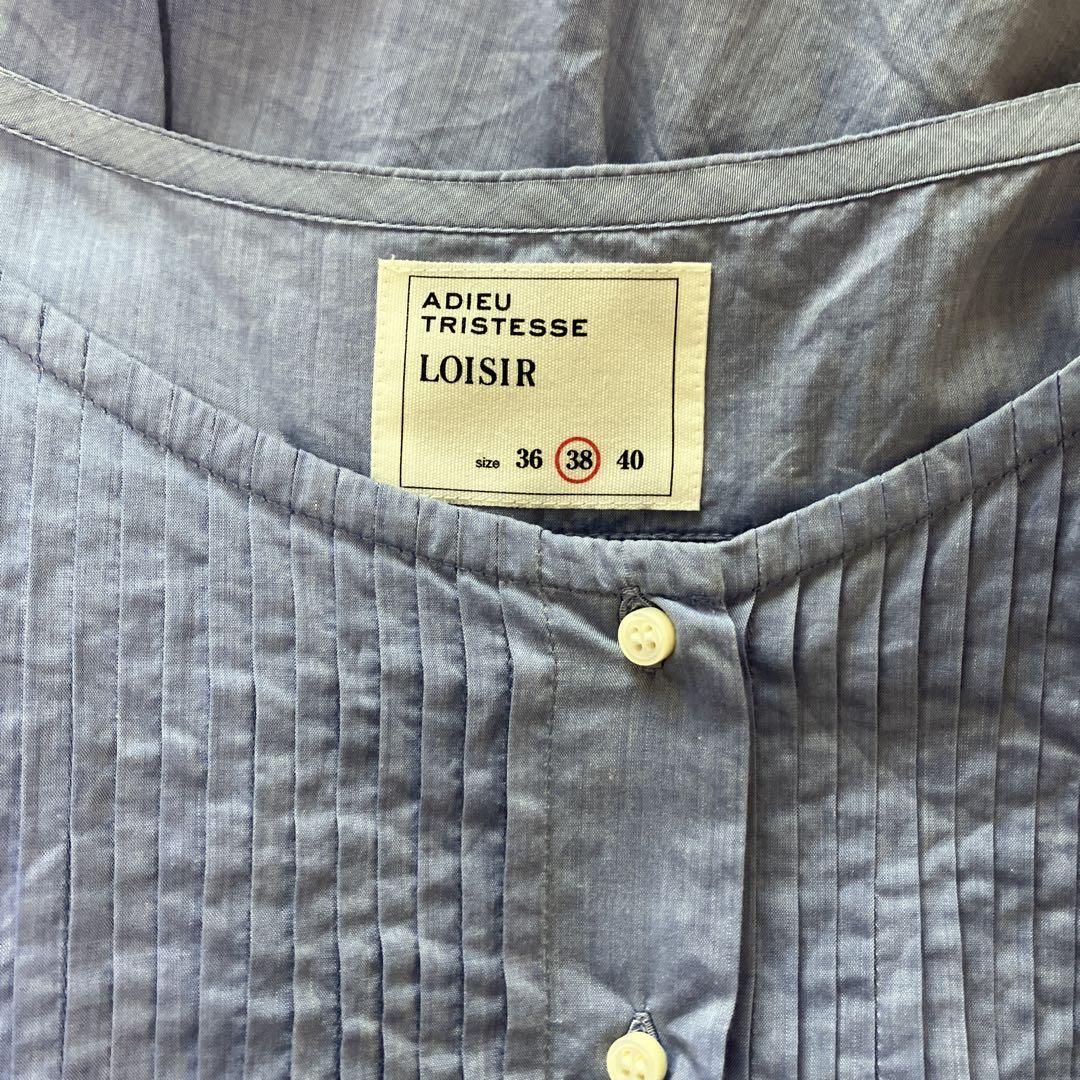 ADIEU
TRISTESSE
LOISIR
size 36 38 40